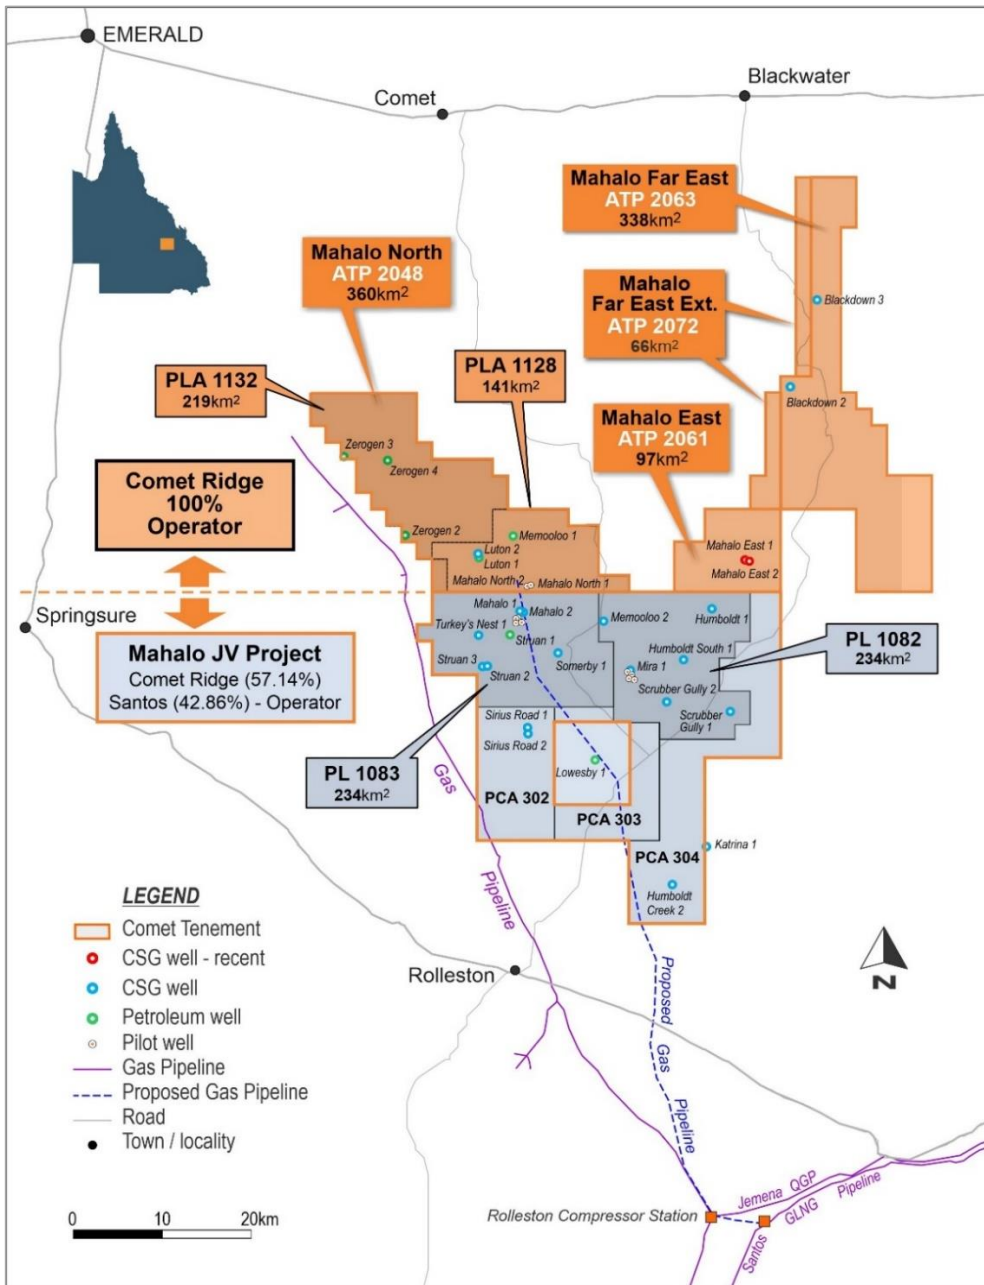 EMERALD
Comet
Blackwater
Mahalo Far East
ATP 2063
338km²
Mahalo North
ATP 2048
360km²
Mahalo
Far East Ext.
ATP 2072
66km²
Blackdown 3
PLA 1132
219km²
PLA 1128
141km²
Blackdown 2
Mahalo East
ATP 2061
97km²
Zerogen 3
Zerogen 4
Comet Ridge
100%
Operator
Zerogen 2
Memooloo 1
Luton 2
Luton 1
Mahalo East 1
Mahalo East 2
Mahalo North 2
Mahalo North 1
Springsure
Mahalo 1
Mahalo 2
Memooloo 2
Humboldt 1
Turkey's Nest 1
Struan 1
Mahalo JV Project
Comet Ridge (57.14%)
Santos (42.86%) - Operator
Struan 3
Struan 2
Somerby 1
Humboldt South 1
Mira 1
Scrubber Gully 2
Scrubber
Gully 1
PL 1082
234km²
Sirius Road 1
Sirius Road 2
PL 1083
234km²
Gas
Lowesby 1
PCA 302
PCA 303
PCA 304
Katrina 1
Humboldt
Creek 2
Pipeline
LEGEND
Comet Tenement
CSG well - recent
CSG well
Petroleum well
Pilot well
Gas Pipeline
Proposed Gas Pipeline
Road
Town / locality
Rolleston
N
Proposed
Gas
Pipeline
0 10 20km
Rolleston Compressor Station
Jemena QGP
Santos GLNG Pipeline